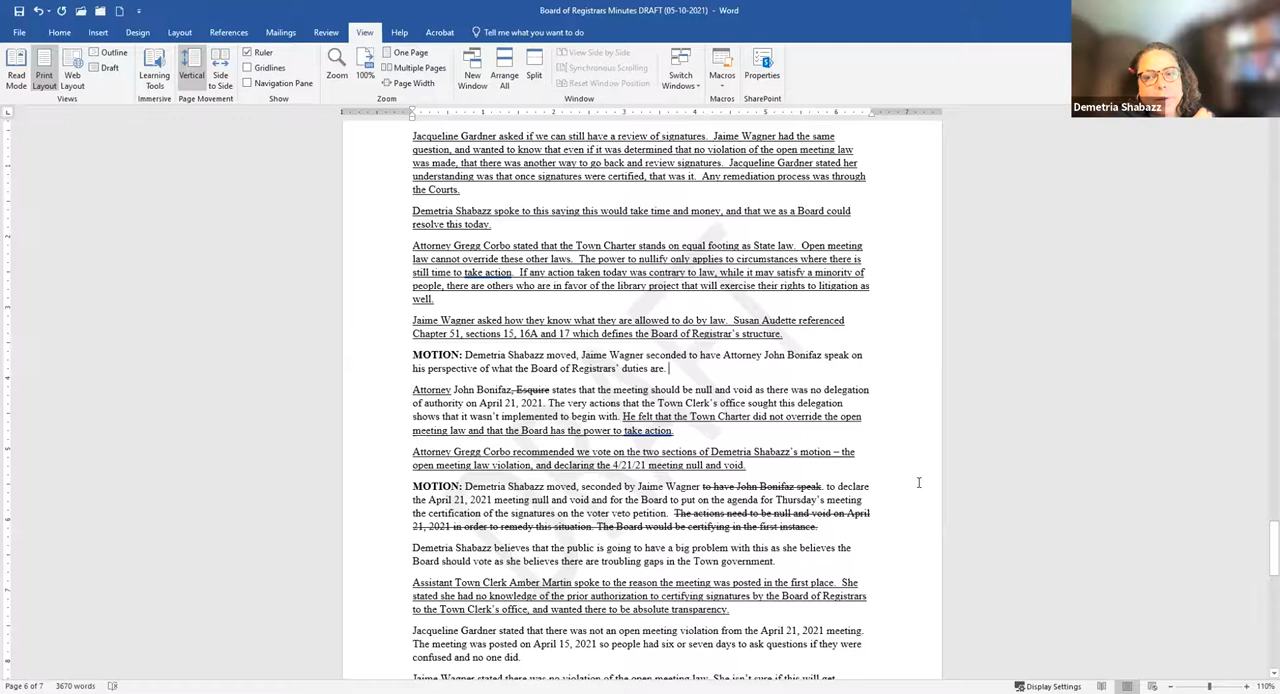 Board of Registrars Minutes DRAFT (05-10-2021) - Word
File Home Insert Draw Design Layout References Mailings Review View Help Acrobat Tell me what you want to do
Read Mode
Print Layout
Web Layout
Outline
Draft
Views
Learning Tools
Immersive
Vertical
Side to Side
Page Movement
Ruler
Gridlines
Navigation Pane
Show
Zoom
100%
One Page
Multiple Pages
Page Width
Zoom
New Window
Arrange All
Split
View Side by Side
Synchronous Scrolling
Reset Window Position
Window
Switch Windows
Macros
Macros
Properties
SharePoint
Demetria Shabazz
Jacqueline Gardner asked if we can still have a review of signatures. Jaime Wagner had the same
question, and wanted to know that even if it was determined that no violation of the open meeting law
was made, that there was another way to go back and review signatures. Jacqueline Gardner stated her
understanding was that once signatures were certified, that was it. Any remediation process was through
the Courts.
Demetria Shabazz spoke to this saying this would take time and money, and that we as a Board could
resolve this today.
Attorney Gregg Corbo stated that the Town Charter stands on equal footing as State law. Open meeting
law cannot override these other laws. The power to nullify only applies to circumstances where there is
still time to take action. If any action taken today was contrary to law, while it may satisfy a minority of
people, there are others who are in favor of the library project that will exercise their rights to litigation as
well.
Jaime Wagner asked how they know what they are allowed to do by law. Susan Audette referenced
Chapter 51, sections 15, 16A and 17 which defines the Board of Registrar's structure.
MOTION: Demetria Shabazz moved, Jaime Wagner seconded to have Attorney John Bonifaz speak on
his perspective of what the Board of Registrars' duties are.
Attorney John Bonifaz, Esquire states that the meeting should be null and void as there was no delegation
of authority on April 21, 2021. The very actions that the Town Clerk's office sought this delegation
shows that it wasn't implemented to begin with. He felt that the Town Charter did not override the open
meeting law and that the Board has the power to take action.
Attorney Gregg Corbo recommended we vote on the two sections of Demetria Shabazz's motion – the
open meeting law violation, and declaring the 4/21/21 meeting null and void.
MOTION: Demetria Shabazz moved, seconded by Jaime Wagner to have John Bonifaz speak. to declare
the April 21, 2021 meeting null and void and for the Board to put on the agenda for Thursday's meeting
the certification of the signatures on the voter veto petition. The actions need to be null and void on April
21, 2021 in order to remedy this situation. The Board would be certifying in the first instance.
Demetria Shabazz believes that the public is going to have a big problem with this as she believes the
Board should vote as she believes there are troubling gaps in the Town government.
Assistant Town Clerk Amber Martin spoke to the reason the meeting was posted in the first place. She
stated she had no knowledge of the prior authorization to certifying signatures by the Board of Registrars
to the Town Clerk's office, and wanted there to be absolute transparency.
Jacqueline Gardner stated that there was not an open meeting violation from the April 21, 2021 meeting.
The meeting was posted on April 15, 2021 so people had six or seven days to ask questions if they were
confused and no one did.
Jaime Wagner stated there was no violation of the open meeting law. She isn't sure if this will get
DRAFT
Page 6 of 7 3670 words
Display Settings
110%